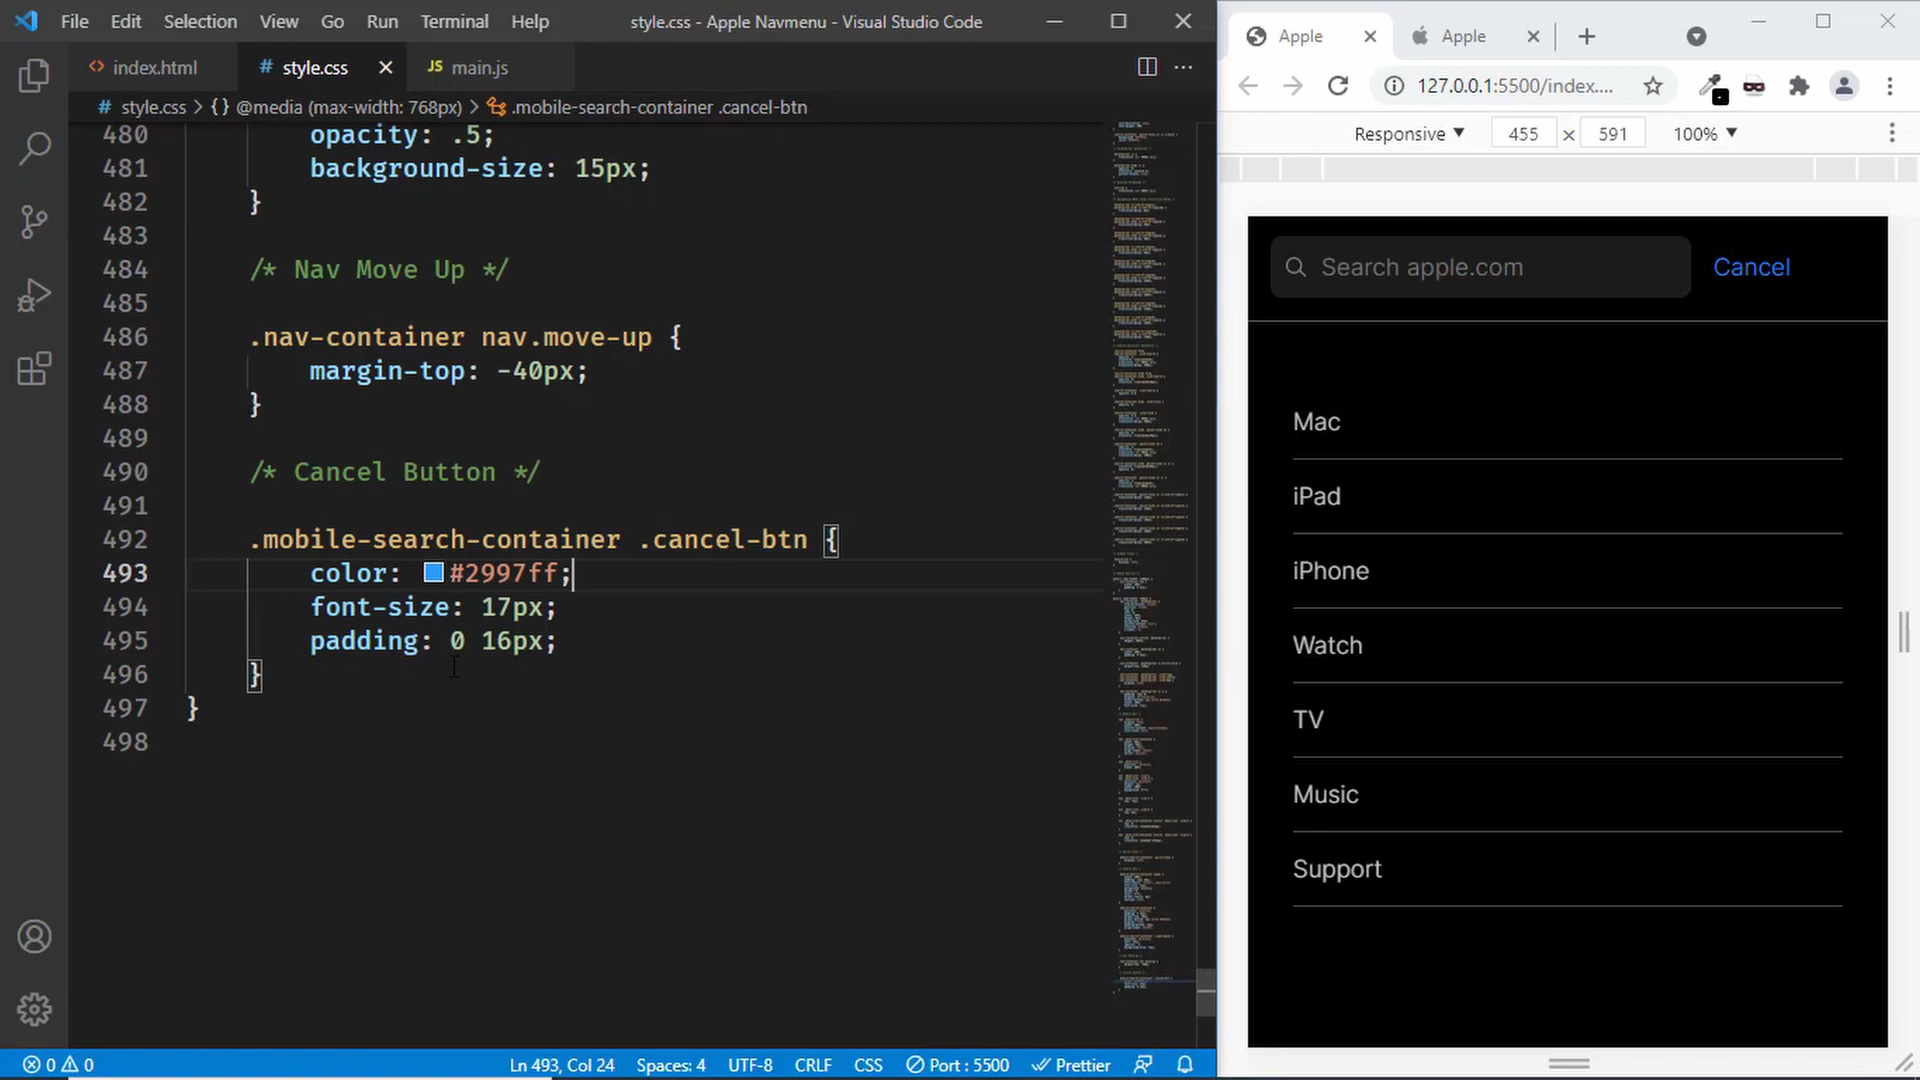 File Edit Selection View Go Run Terminal Help style.css - Apple Navmenu - Visual Studio Code
<> index.html # style.css JS main.js
# style.css > {} @media (max-width: 768px) > .mobile-search-container .cancel-btn
480 opacity: .5;
481 background-size: 15px;
482 }
483
484 /* Nav Move Up */
485
486 .nav-container nav.move-up {
487 margin-top: -40px;
488 }
489
490 /* Cancel Button */
491
492 .mobile-search-container .cancel-btn {
493 color: #2997ff;
494 font-size: 17px;
495 padding: 0 16px;
496 }
497 }
498
0 0 Ln 493, Col 24 Spaces: 4 UTF-8 CRLF CSS Port : 5500 Prettier
Apple Apple
127.0.0.1:5500/index....
Responsive 455 × 591 100%
Search apple.com Cancel
Mac
iPad
iPhone
Watch
TV
Music
Support